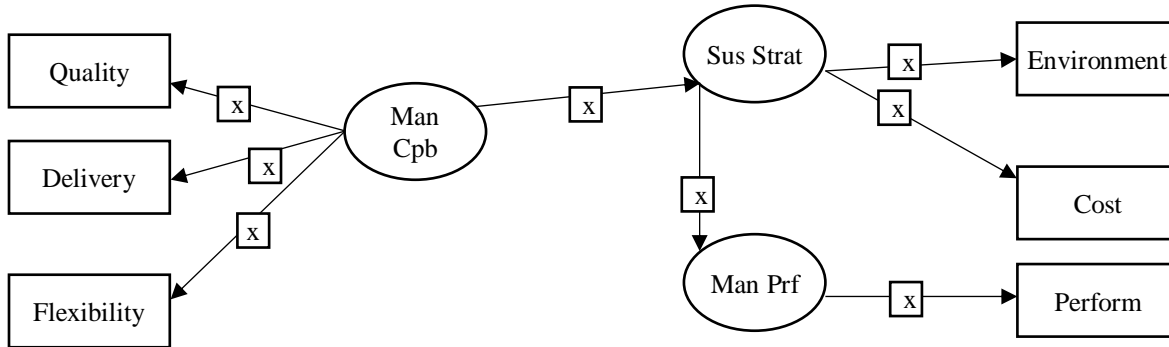 Quality
x
Delivery
x
Flexibility
x
Man
Cpb
x
Sus Strat
x
Environment
x
Cost
x
Man Prf
x
Perform